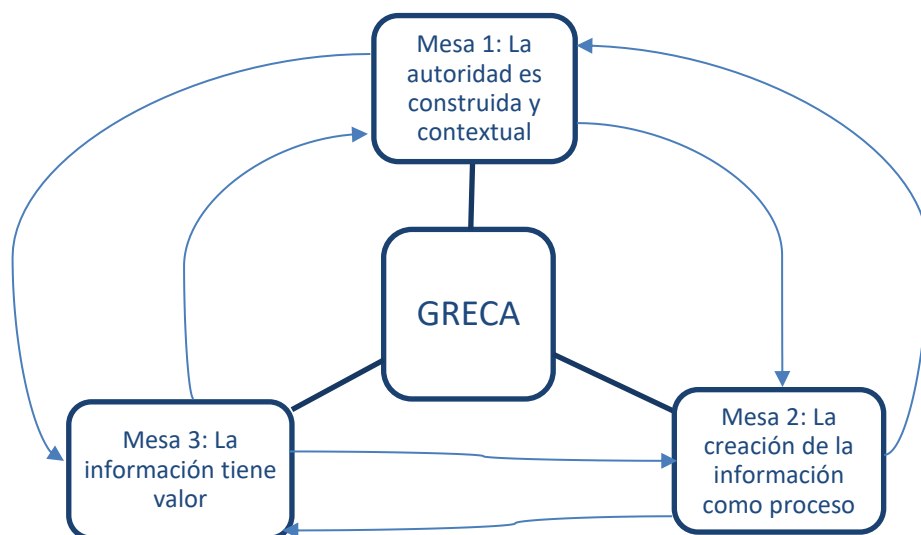 Mesa 1: La
autoridad es
construida y
contextual
GRECA
Mesa 3: La
información tiene
valor
Mesa 2: La
creación de la
información
como proceso